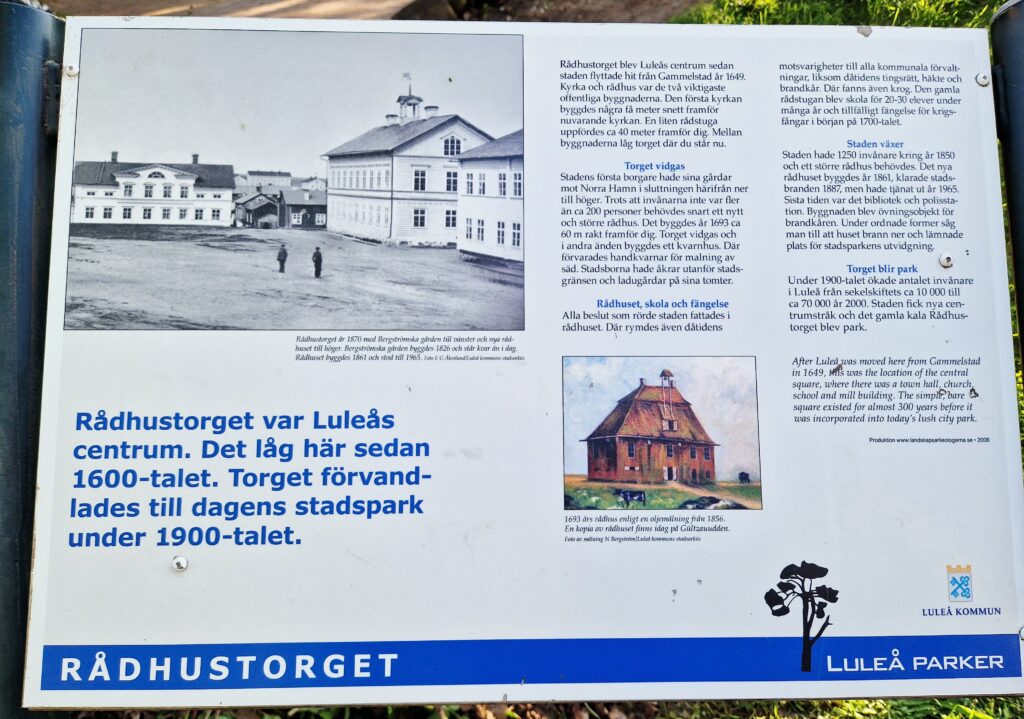 Rådhustorget år 1870 med Bergströmska gården till vänster och nya råd-
huset till höger. Bergströmska gården byggdes 1826 och står kvar än i dag.
Rådhuset byggdes 1861 och stod till 1965. Foto E G Åkerlund/Luleå kommuns stadsarkiv.
Rådhustorget var Luleås
centrum. Det låg här sedan
1600-talet. Torget förvand-
lades till dagens stadspark
under 1900-talet.
Rådhustorget blev Luleås centrum sedan
staden flyttade hit från Gammelstad år 1649.
Kyrka och rådhus var de två viktigaste
offentliga byggnaderna. Den första kyrkan
byggdes några få meter snett framför
nuvarande kyrkan. En liten rådstuga
uppfördes ca 40 meter framför dig. Mellan
byggnaderna låg torget där du står nu.
Torget vidgas
Stadens första borgare hade sina gårdar
mot Norra Hamn i sluttningen härifrån ner
till höger. Trots att invånarna inte var fler
än ca 200 personer behövdes snart ett nytt
och större rådhus. Det byggdes år 1693 ca
60 m rakt framför dig. Torget vidgas och
i andra änden byggdes ett kvarnhus. Där
förvarades handkvarnar för malning av
säd. Stadsborna hade åkrar utanför stads-
gränsen och ladugårdar på sina tomter.
Rådhuset, skola och fängelse
Alla beslut som rörde staden fattades i
rådhuset. Där rymdes även dåtidens
1693 års rådhus enligt en oljemålning från 1856.
En kopia av rådhuset finns idag på Gültzauudden.
Foto av målning N Bergström/Luleå kommuns stadsarkiv.
motsvarigheter till alla kommunala förvalt-
ningar, liksom dåtidens tingsrätt, häkte och
brandkår. Där fanns även krog. Den gamla
rådstugan blev skola för 20-30 elever under
många år och tillfälligt fängelse för krigs-
fångar i början på 1700-talet.
Staden växer
Staden hade 1250 invånare kring år 1850
och ett större rådhus behövdes. Det nya
rådhuset byggdes år 1861, klarade stads-
branden 1887, men hade tjänat ut år 1965.
Sista tiden var det bibliotek och polissta-
tion. Byggnaden blev övningsobjekt för
brandkåren. Under ordnade former såg
man till att huset brann ner och lämnade
plats för stadsparkens utvidgning.
Torget blir park
Under 1900-talet ökade antalet invånare
i Luleå från sekelskiftets ca 10 000 till
ca 70 000 år 2000. Staden fick nya cen-
trumstråk och det gamla kala Rådhus-
torget blev park.
After Luleå was moved here from Gammelstad
in 1649, this was the location of the central
square, where there was a town hall, church,
school and mill building. The simple, bare
square existed for almost 300 years before it
was incorporated into today's lush city park.
Produktion www.landskapsarkeologerna.se • 2008
LULEÅ KOMMUN
RÅDHUSTORGET
LULEÅ PARKER